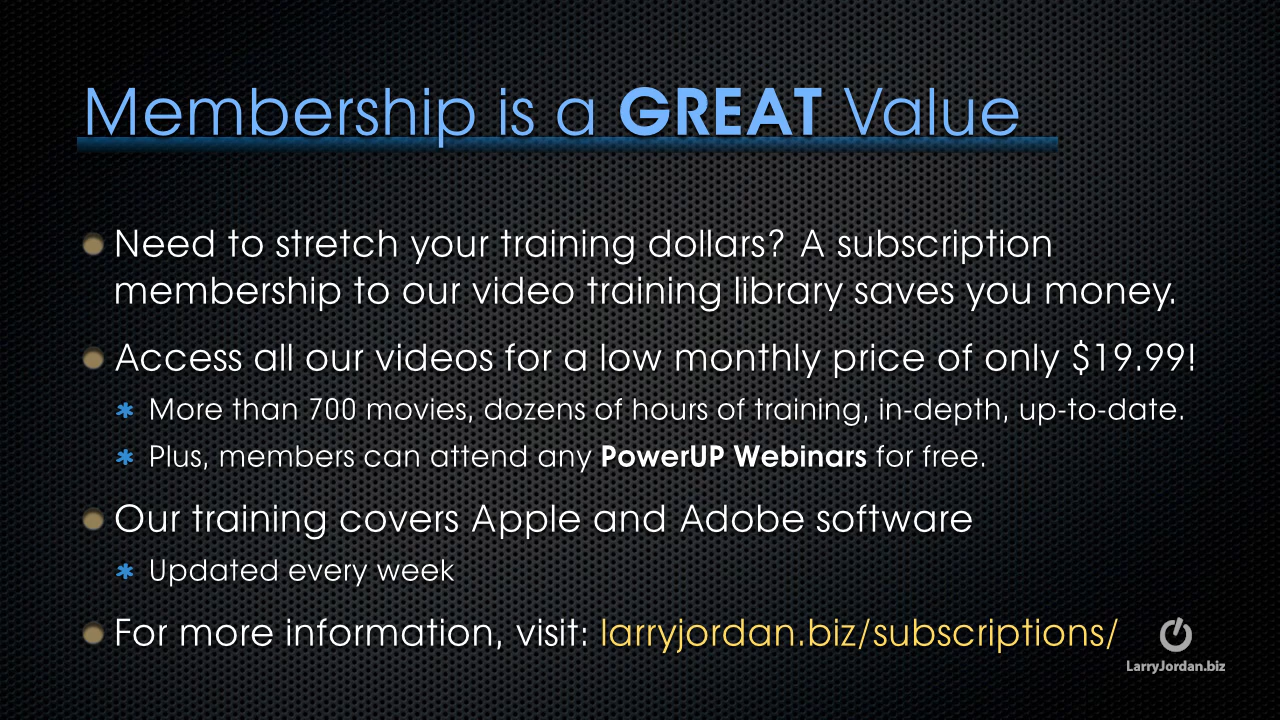 Membership is a GREAT Value
Need to stretch your training dollars? A subscription
membership to our video training library saves you money.
Access all our videos for a low monthly price of only $19.99!
More than 700 movies, dozens of hours of training, in-depth, up-to-date.
Plus, members can attend any PowerUP Webinars for free.
Our training covers Apple and Adobe software
Updated every week
For more information, visit: larryjordan.biz/subscriptions/
LarryJordan.biz